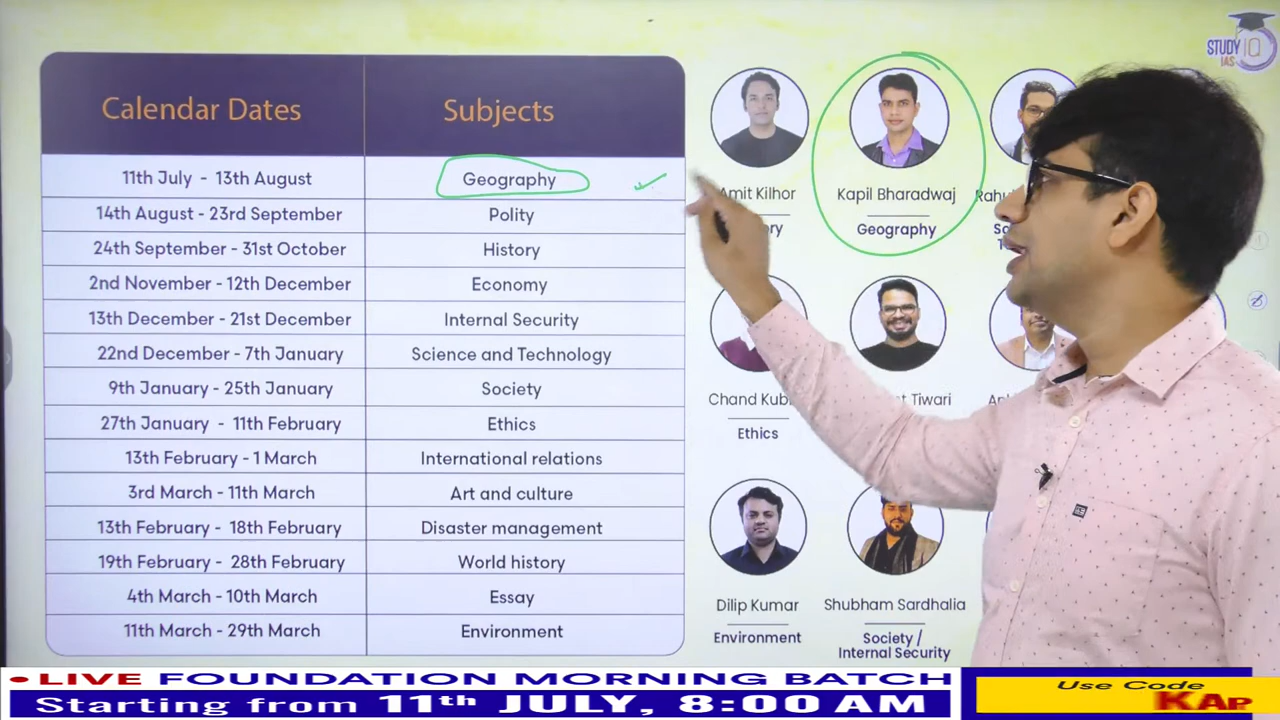 STUDY IQ
IAS
Calendar Dates Subjects
11th July - 13th August Geography
14th August - 23rd September Polity
24th September - 31st October History
2nd November - 12th December Economy
13th December - 21st December Internal Security
22nd December - 7th January Science and Technology
9th January - 25th January Society
27th January - 11th February Ethics
13th February - 1 March International relations
3rd March - 11th March Art and culture
13th February - 18th February Disaster management
19th February - 28th February World history
4th March - 10th March Essay
11th March - 29th March Environment
Amit Kilhor
Kapil Bharadwaj
Geography
Chand
Tiwari
Ethics
Dilip Kumar
Environment
Shubham Sardhalia
Society /
Internal Security
• LIVE FOUNDATION MORNING BATCH
Starting from 11th JULY, 8:00 AM
Use Code